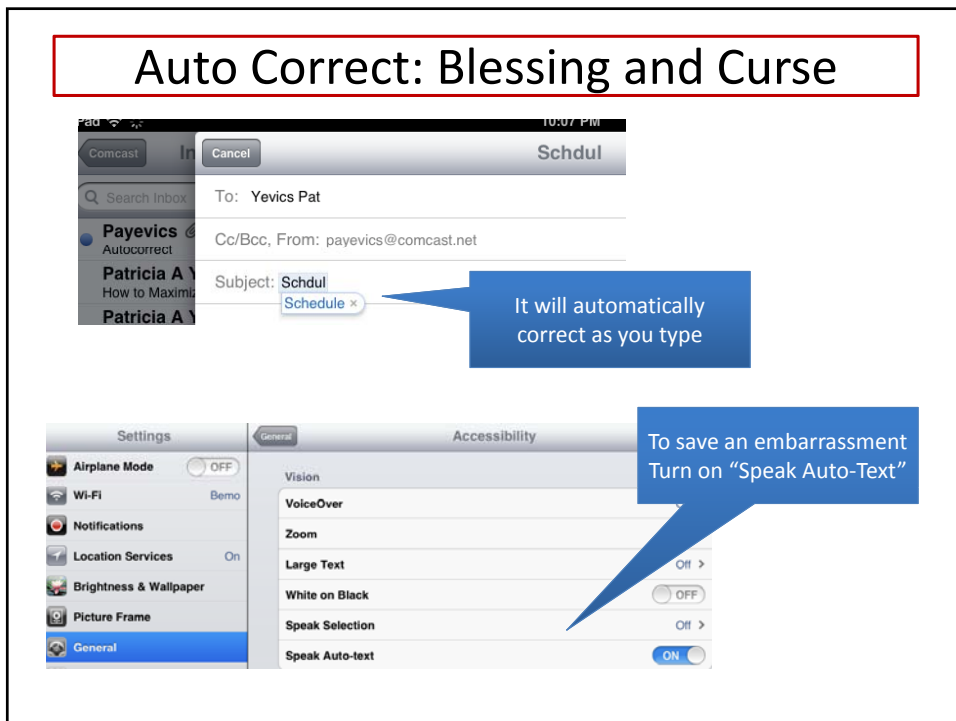 Auto Correct: Blessing and Curse
10:07 PM
Comcast In Cancel Schdul
Search Inbox
To: Yevics Pat
Payevics
Autocorrect
Cc/Bcc, From: payevics@comcast.net
Patricia A Y
How to Maximiz
Subject: Schdul
Schedule ×
Patricia A Y
It will automatically
correct as you type
To save an embarrassment
Turn on “Speak Auto-Text”
Settings General Accessibility
Airplane Mode OFF
Vision
Wi-Fi Bemo
VoiceOver
Notifications
Zoom
Location Services On
Large Text Off >
Brightness & Wallpaper
White on Black OFF
Picture Frame
Speak Selection Off >
General
Speak Auto-text ON